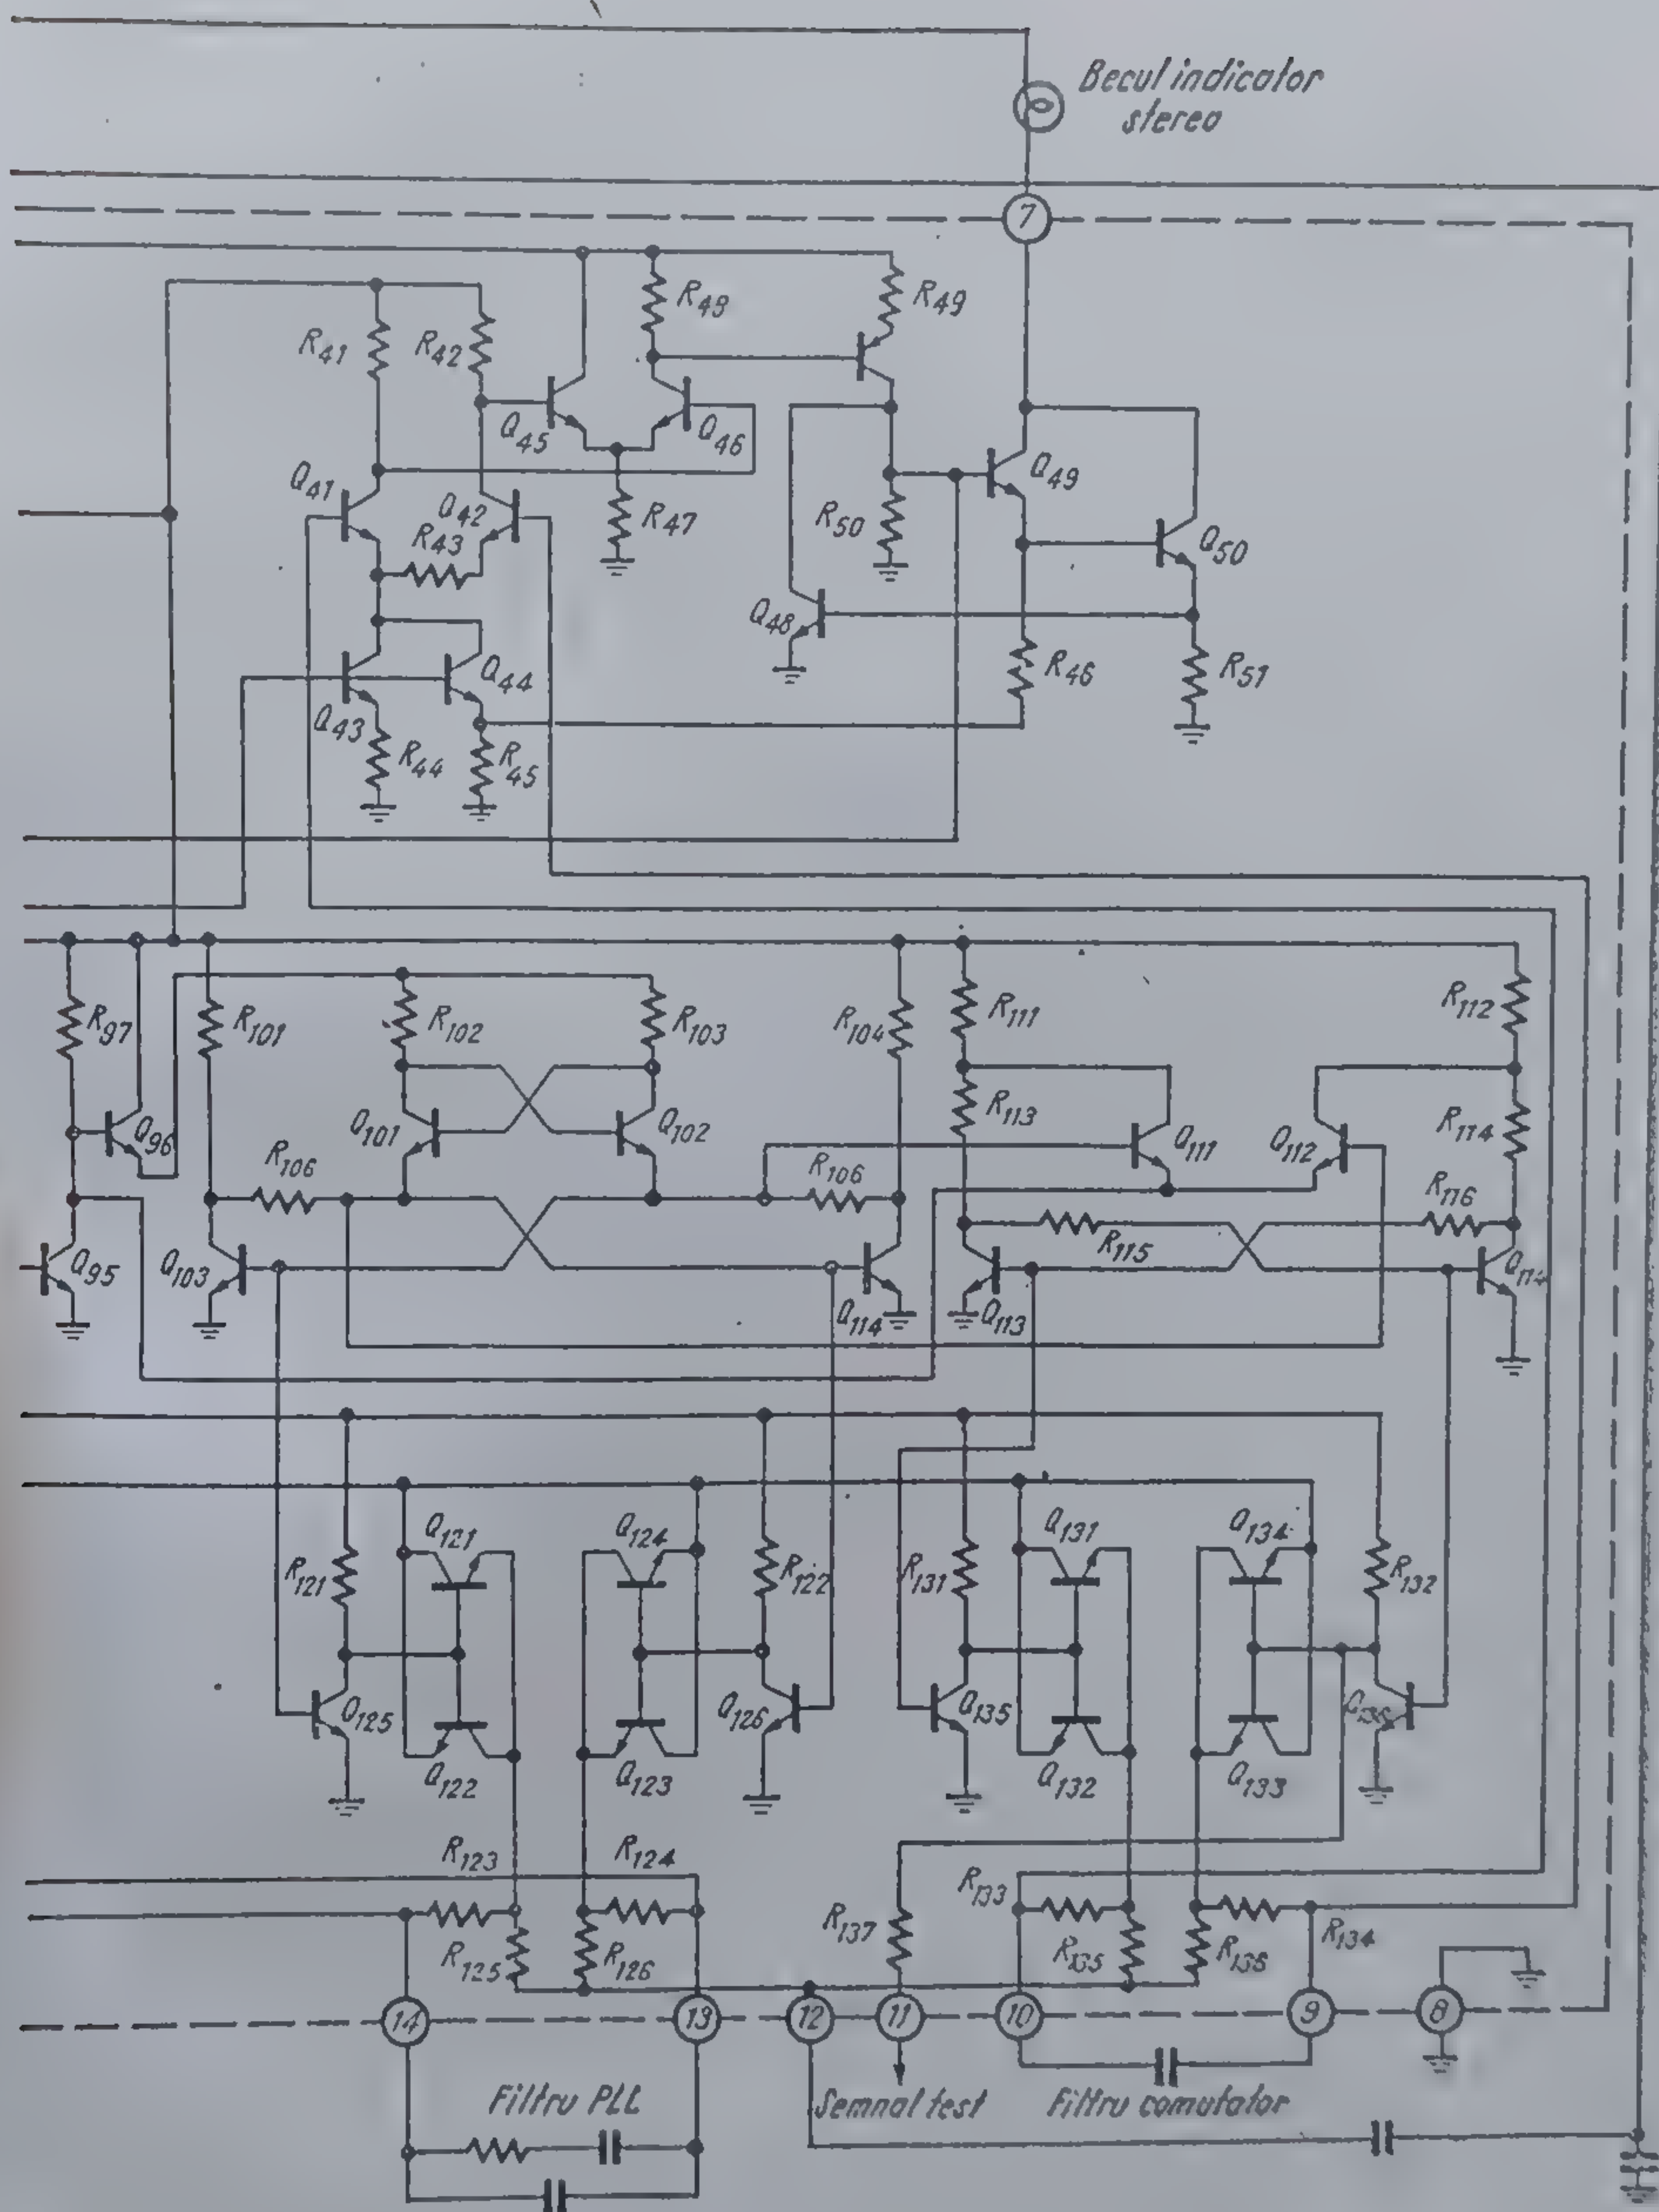 Becul indicator
stereo
7
R48
R49
R41
R42
Q45
Q46
Q41
Q42
R43
R47
R50
Q49
Q50
Q48
Q44
R46
R51
Q43
R44
R45
R97
R101
R102
R103
R104
R111
R112
R113
R114
Q96
Q101
Q102
Q111
Q112
R106
R106
R116
R115
Q95
Q103
Q114
Q113
Q114
Q121
Q124
Q131
Q134
R121
R122
R131
R132
Q125
Q126
Q135
Q122
Q123
Q132
Q133
R123
R124
R133
R137
R134
R125
R126
R135
14
13
12
11
10
9
8
Filtru PLL
Semnal test
Filtru comutator